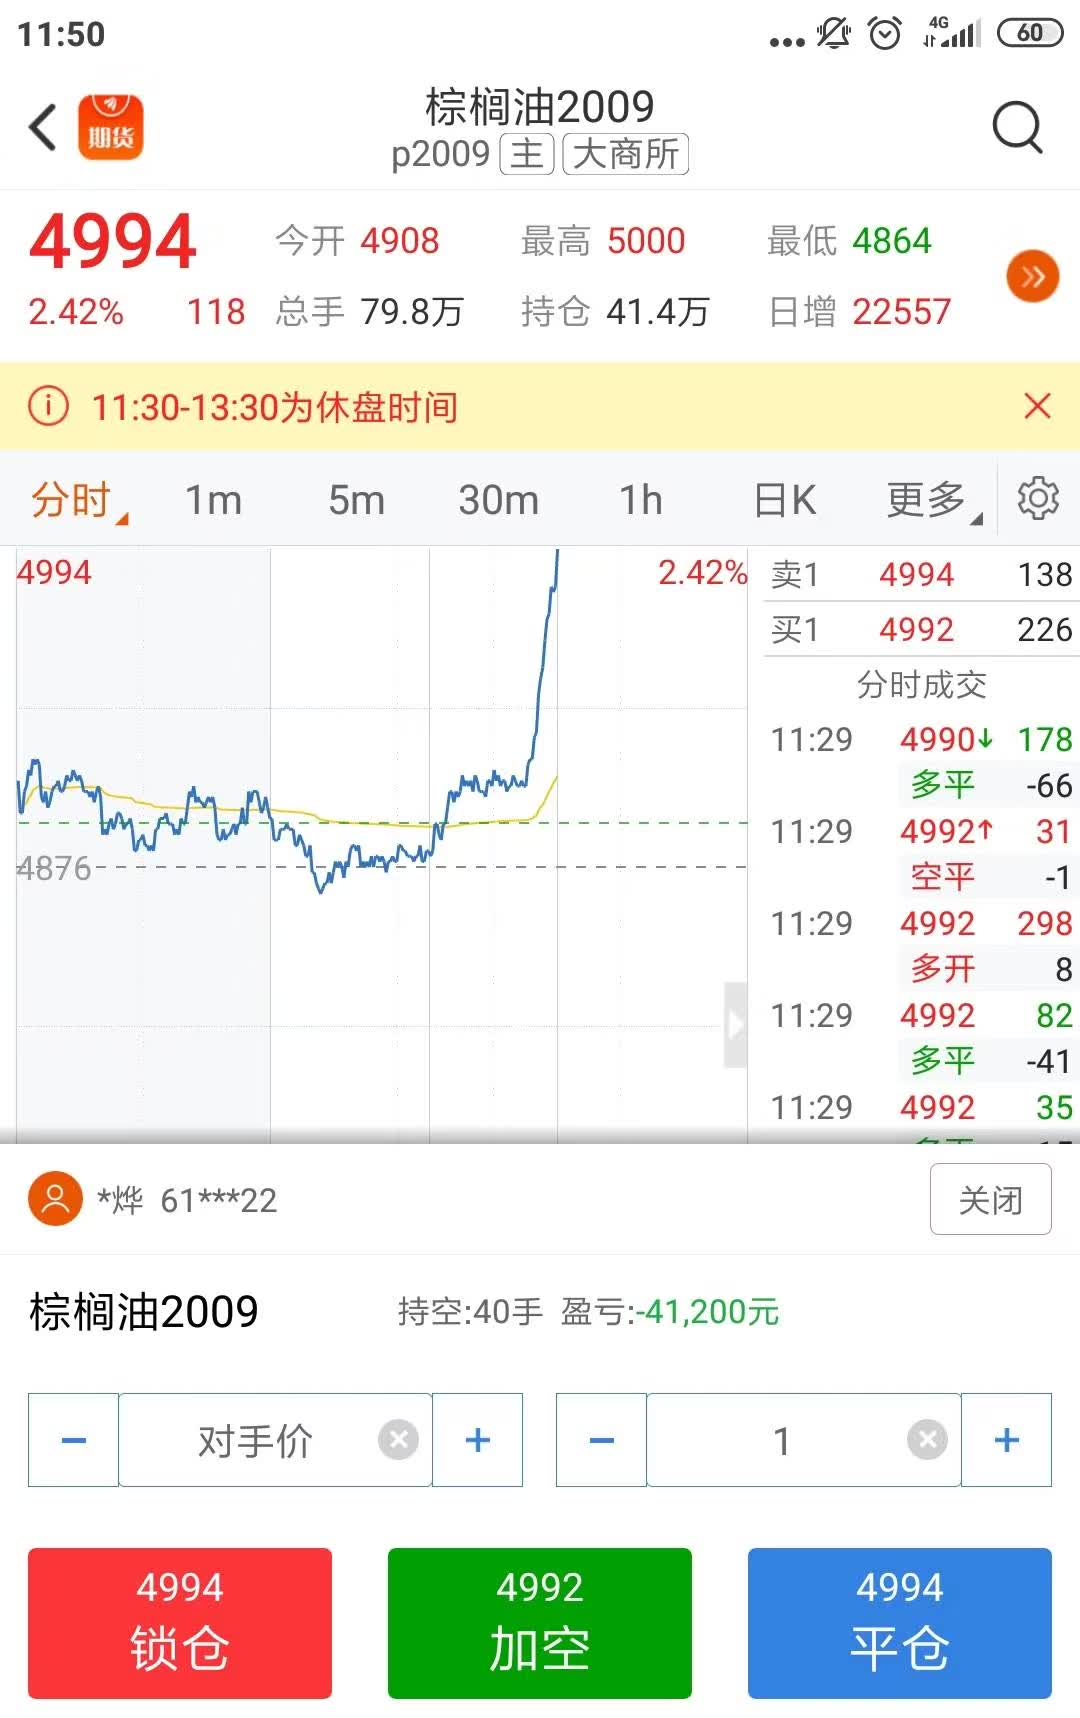 11:50
4G
60
期货
棕榈油2009
p2009 主 大商所
4994 今开 4908 最高 5000 最低 4864
2.42% 118 总手 79.8万 持仓 41.4万 日增 22557
11:30-13:30为休盘时间
分时 1m 5m 30m 1h 日K 更多
4994 2.42%
4876
卖1 4994 138
买1 4992 226
分时成交
11:29 4990↓ 178
多平 -66
11:29 4992↑ 31
空平 -1
11:29 4992 298
多开 8
11:29 4992 82
多平 -41
11:29 4992 35
*烨 61***22 关闭
棕榈油2009 持空:40手 盈亏:-41,200元
− 对手价 + − 1 +
4994 4992 4994
锁仓 加空 平仓